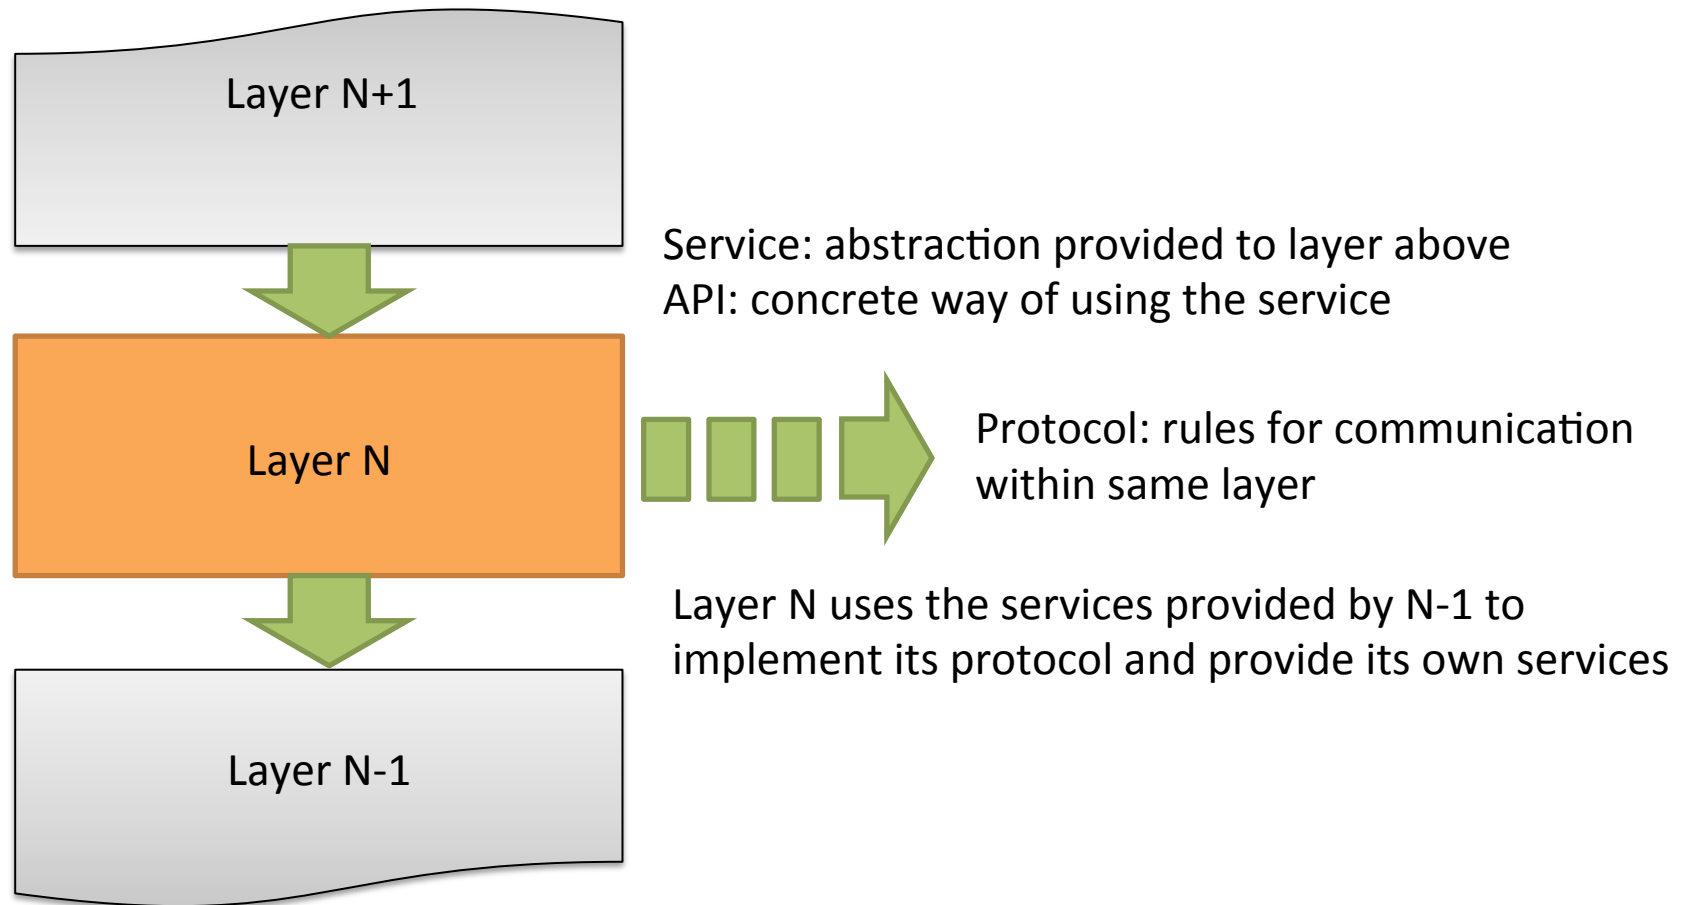 Layer N+1
Service: abstraction provided to layer above
API: concrete way of using the service
Layer N
Protocol: rules for communication
within same layer
Layer N uses the services provided by N-1 to
implement its protocol and provide its own services
Layer N-1